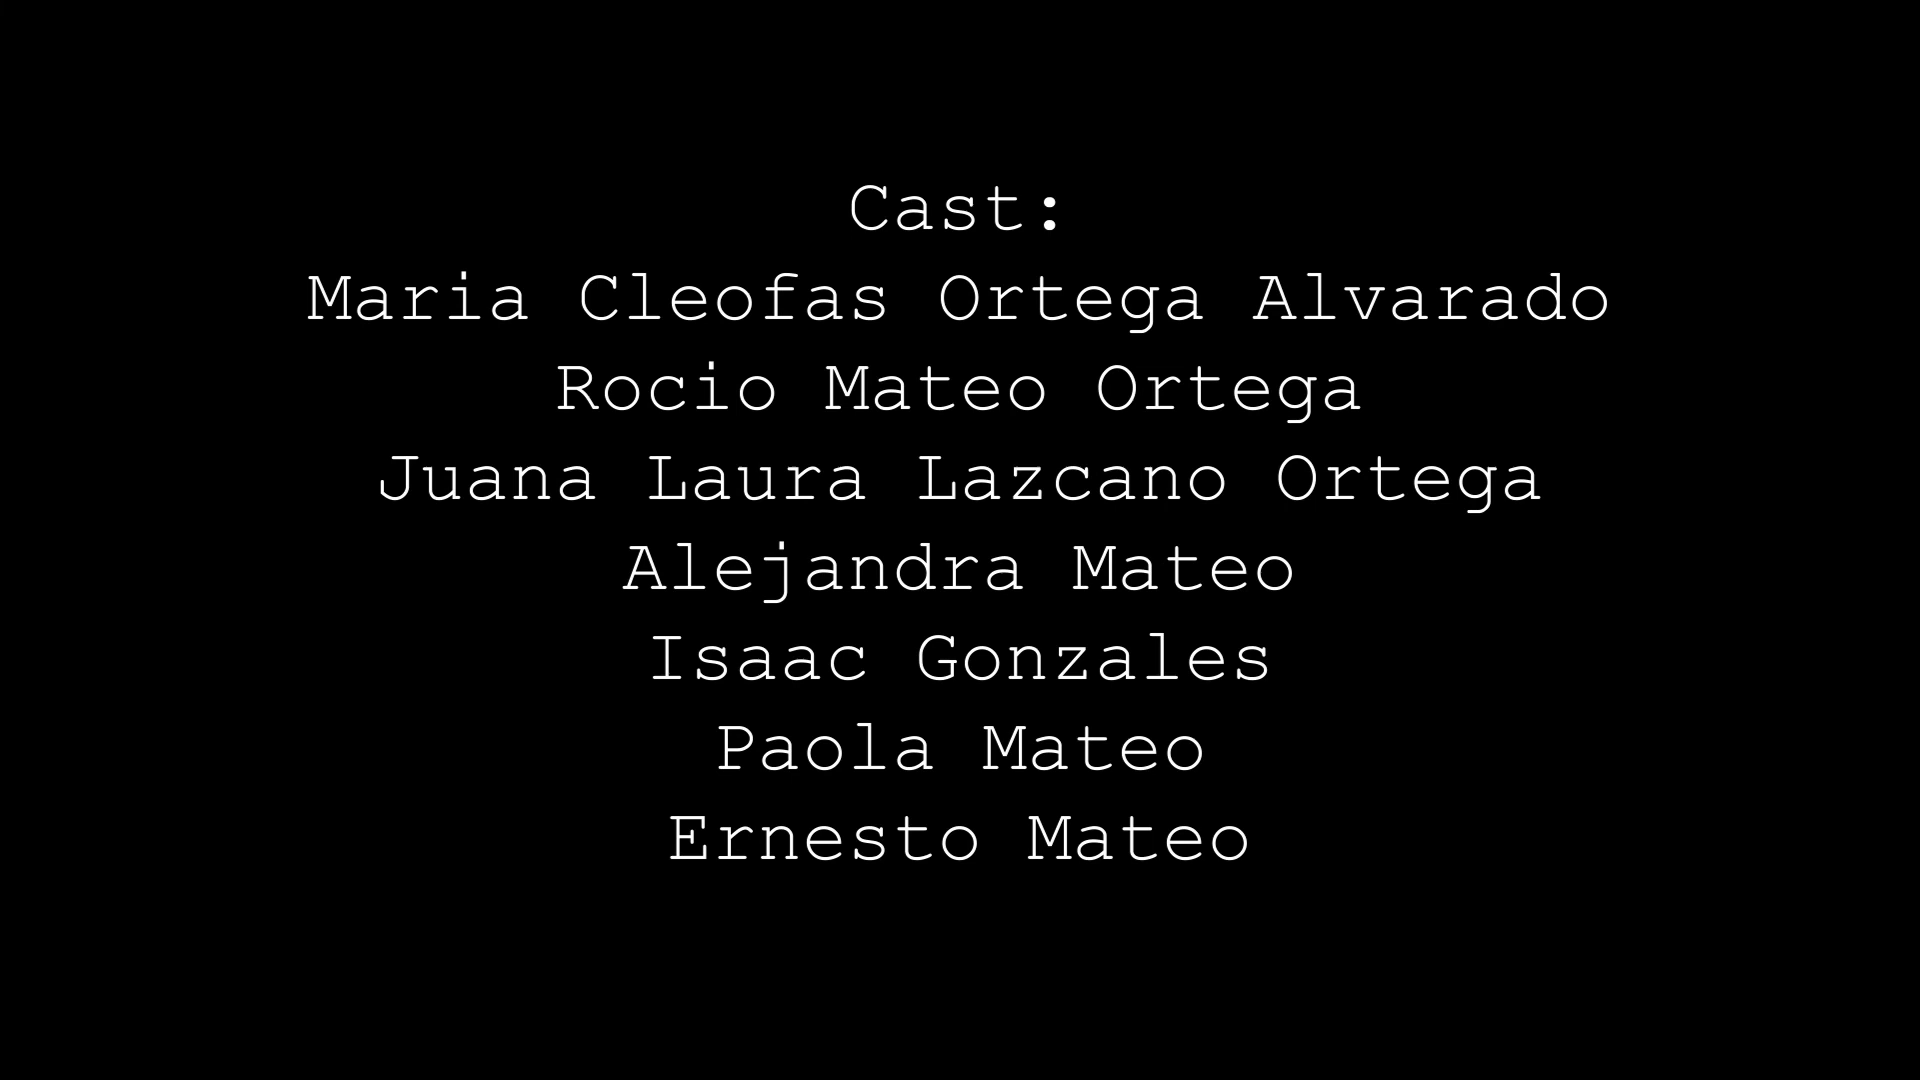 Cast:
Maria Cleofas Ortega Alvarado
Rocio Mateo Ortega
Juana Laura Lazcano Ortega
Alejandra Mateo
Isaac Gonzales
Paola Mateo
Ernesto Mateo